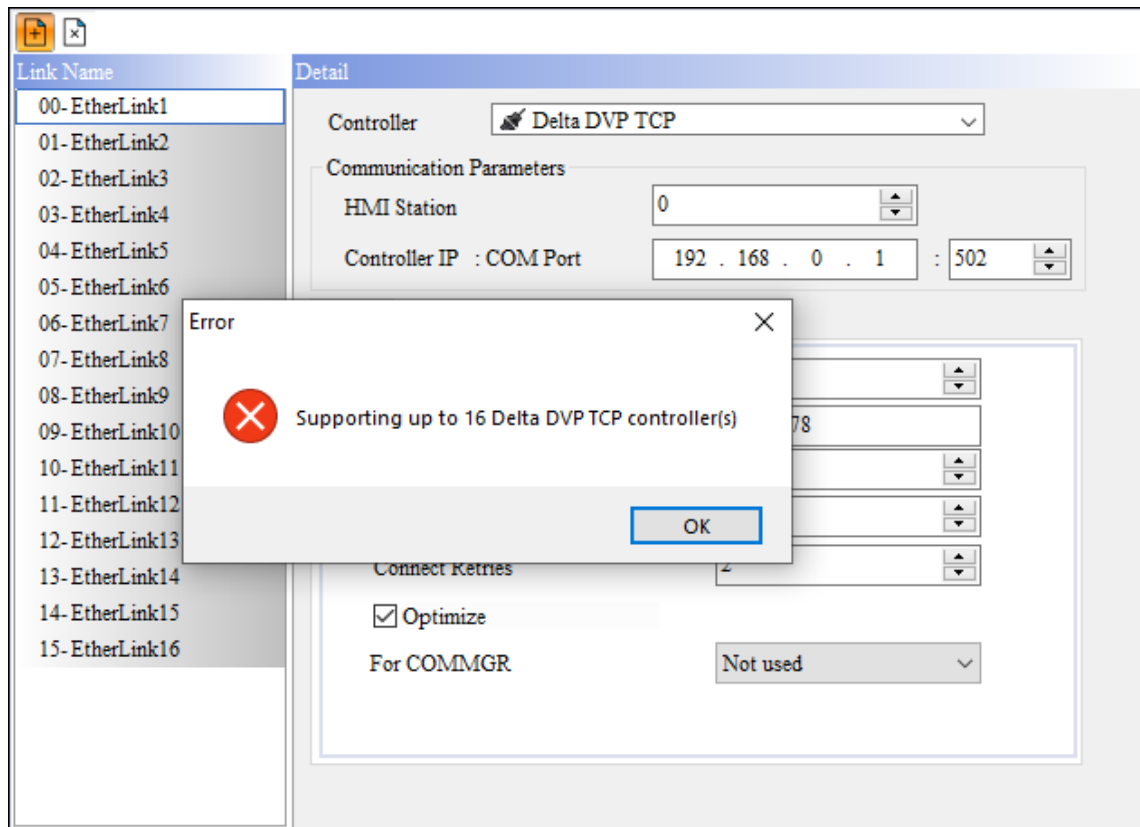 Link Name
Detail
00-EtherLink1
Controller
Delta DVP TCP
01-EtherLink2
Communication Parameters
02-EtherLink3
HMI Station
0
03-EtherLink4
04-EtherLink5
Controller IP : COM Port
192 . 168 . 0 . 1 : 502
05-EtherLink6
06-EtherLink7
Error
07-EtherLink8
08-EtherLink9
Supporting up to 16 Delta DVP TCP controller(s)
78
09-EtherLink10
10-EtherLink11
11-EtherLink12
OK
12-EtherLink13
Connect Retries
2
13-EtherLink14
14-EtherLink15
Optimize
15-EtherLink16
For COMMGR
Not used